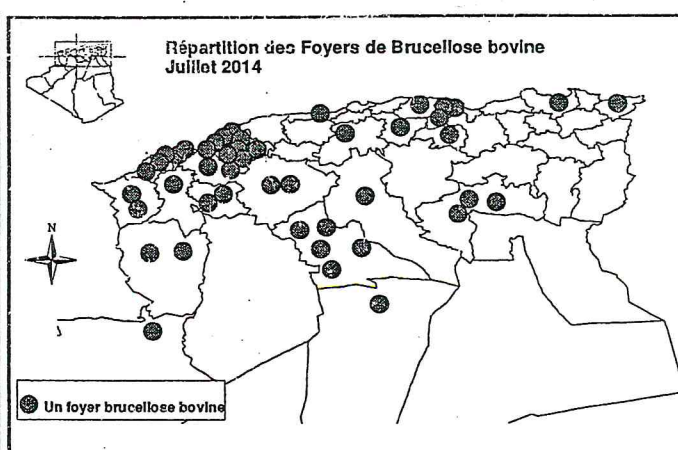 Répartition des Foyers de Brucellose bovine
Juillet 2014
N
Un foyer brucellose bovine